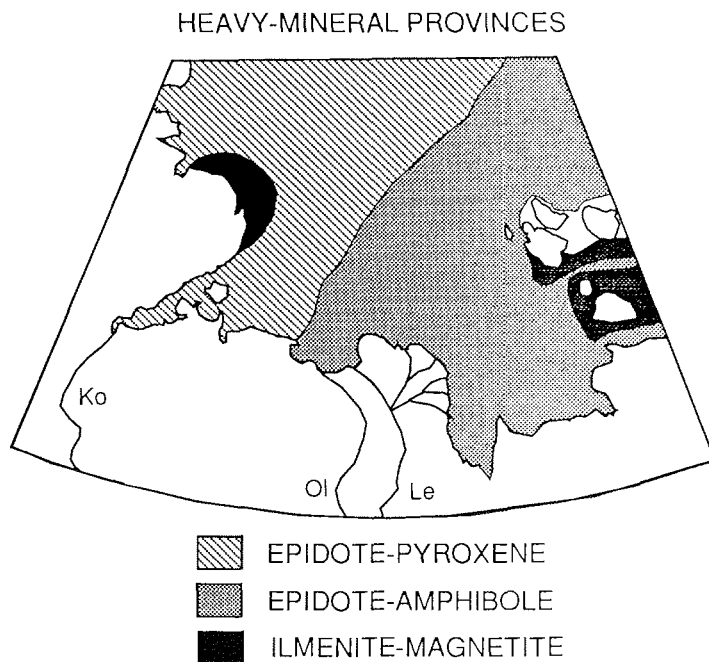 HEAVY-MINERAL PROVINCES
Ko
Ol
Le
EPIDOTE-PYROXENE
EPIDOTE-AMPHIBOLE
ILMENITE-MAGNETITE